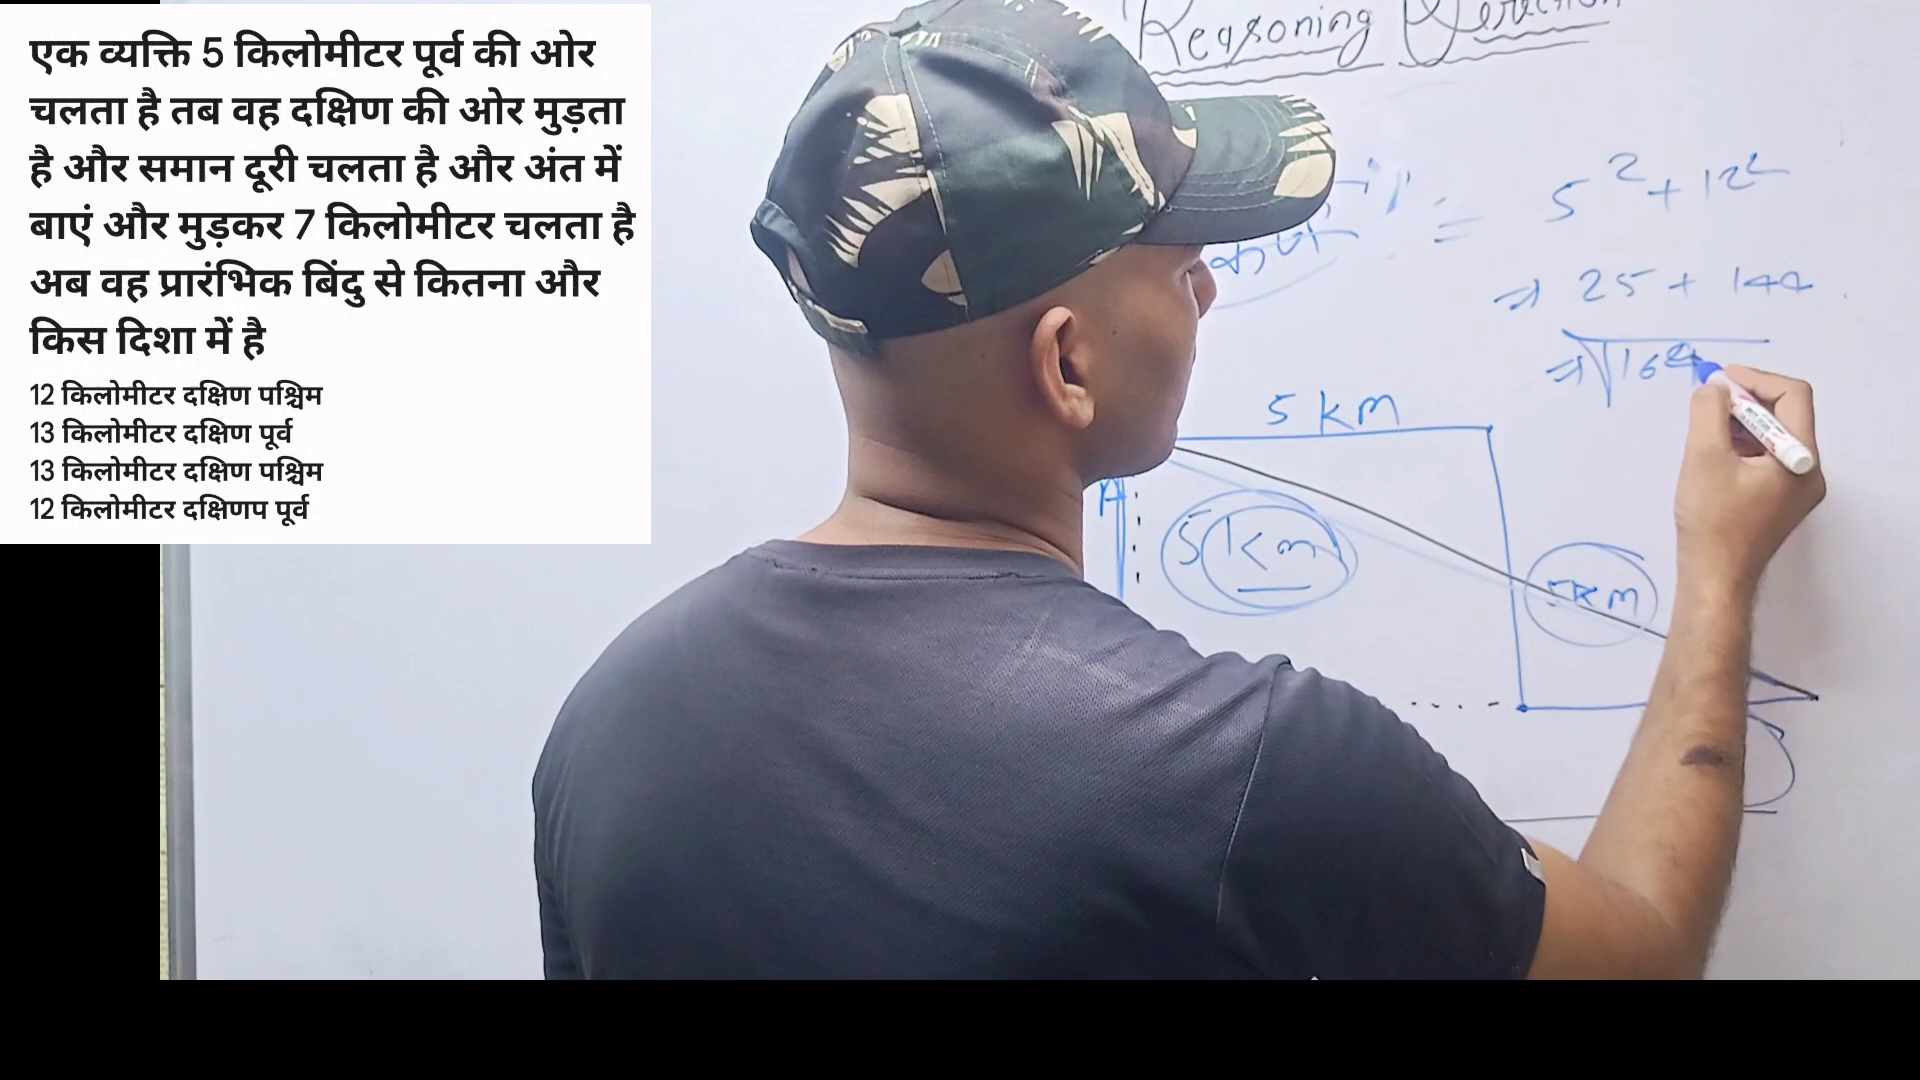 एक व्यक्ति 5 किलोमीटर पूर्व की ओर
चलता है तब वह दक्षिण की ओर मुड़ता
है और समान दूरी चलता है और अंत में
बाएं और मुड़कर 7 किलोमीटर चलता है
अब वह प्रारंभिक बिंदु से कितना और
किस दिशा में है
12 किलोमीटर दक्षिण पश्चिम
13 किलोमीटर दक्षिण पूर्व
13 किलोमीटर दक्षिण पश्चिम
12 किलोमीटर दक्षिणप पूर्व
Reasoning Direction
= 5² + 12²
⇒ 25 + 144
⇒ √169
5 km
A
5 km
5km